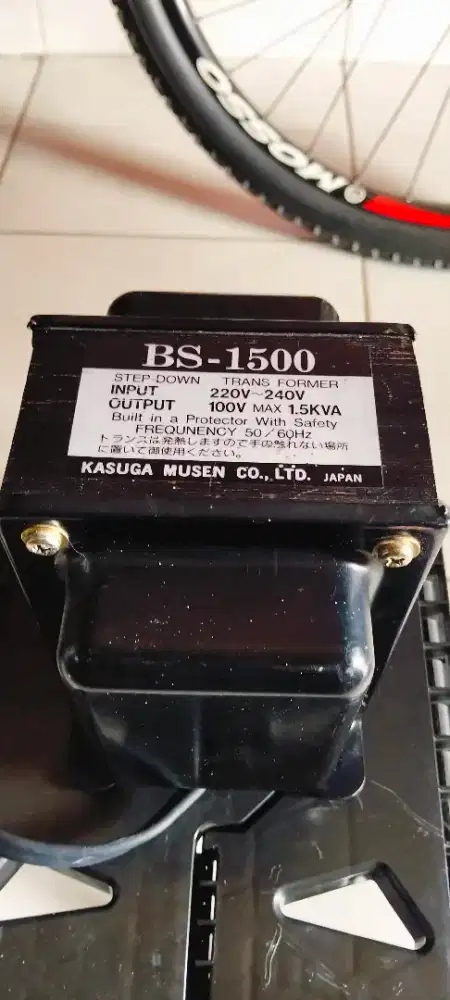 MOSSO
BS-1500
STEP DOWN TRANS FORMER
INPUT 220V~240V
OUTPUT 100V MAX 1.5KVA
Built in a Protector With Safety
FREQUNENCY 50/60Hz
トランスは発熱しますので手の触れない場所
に置いて御使用ください。
KASUGA MUSEN CO., LTD. JAPAN